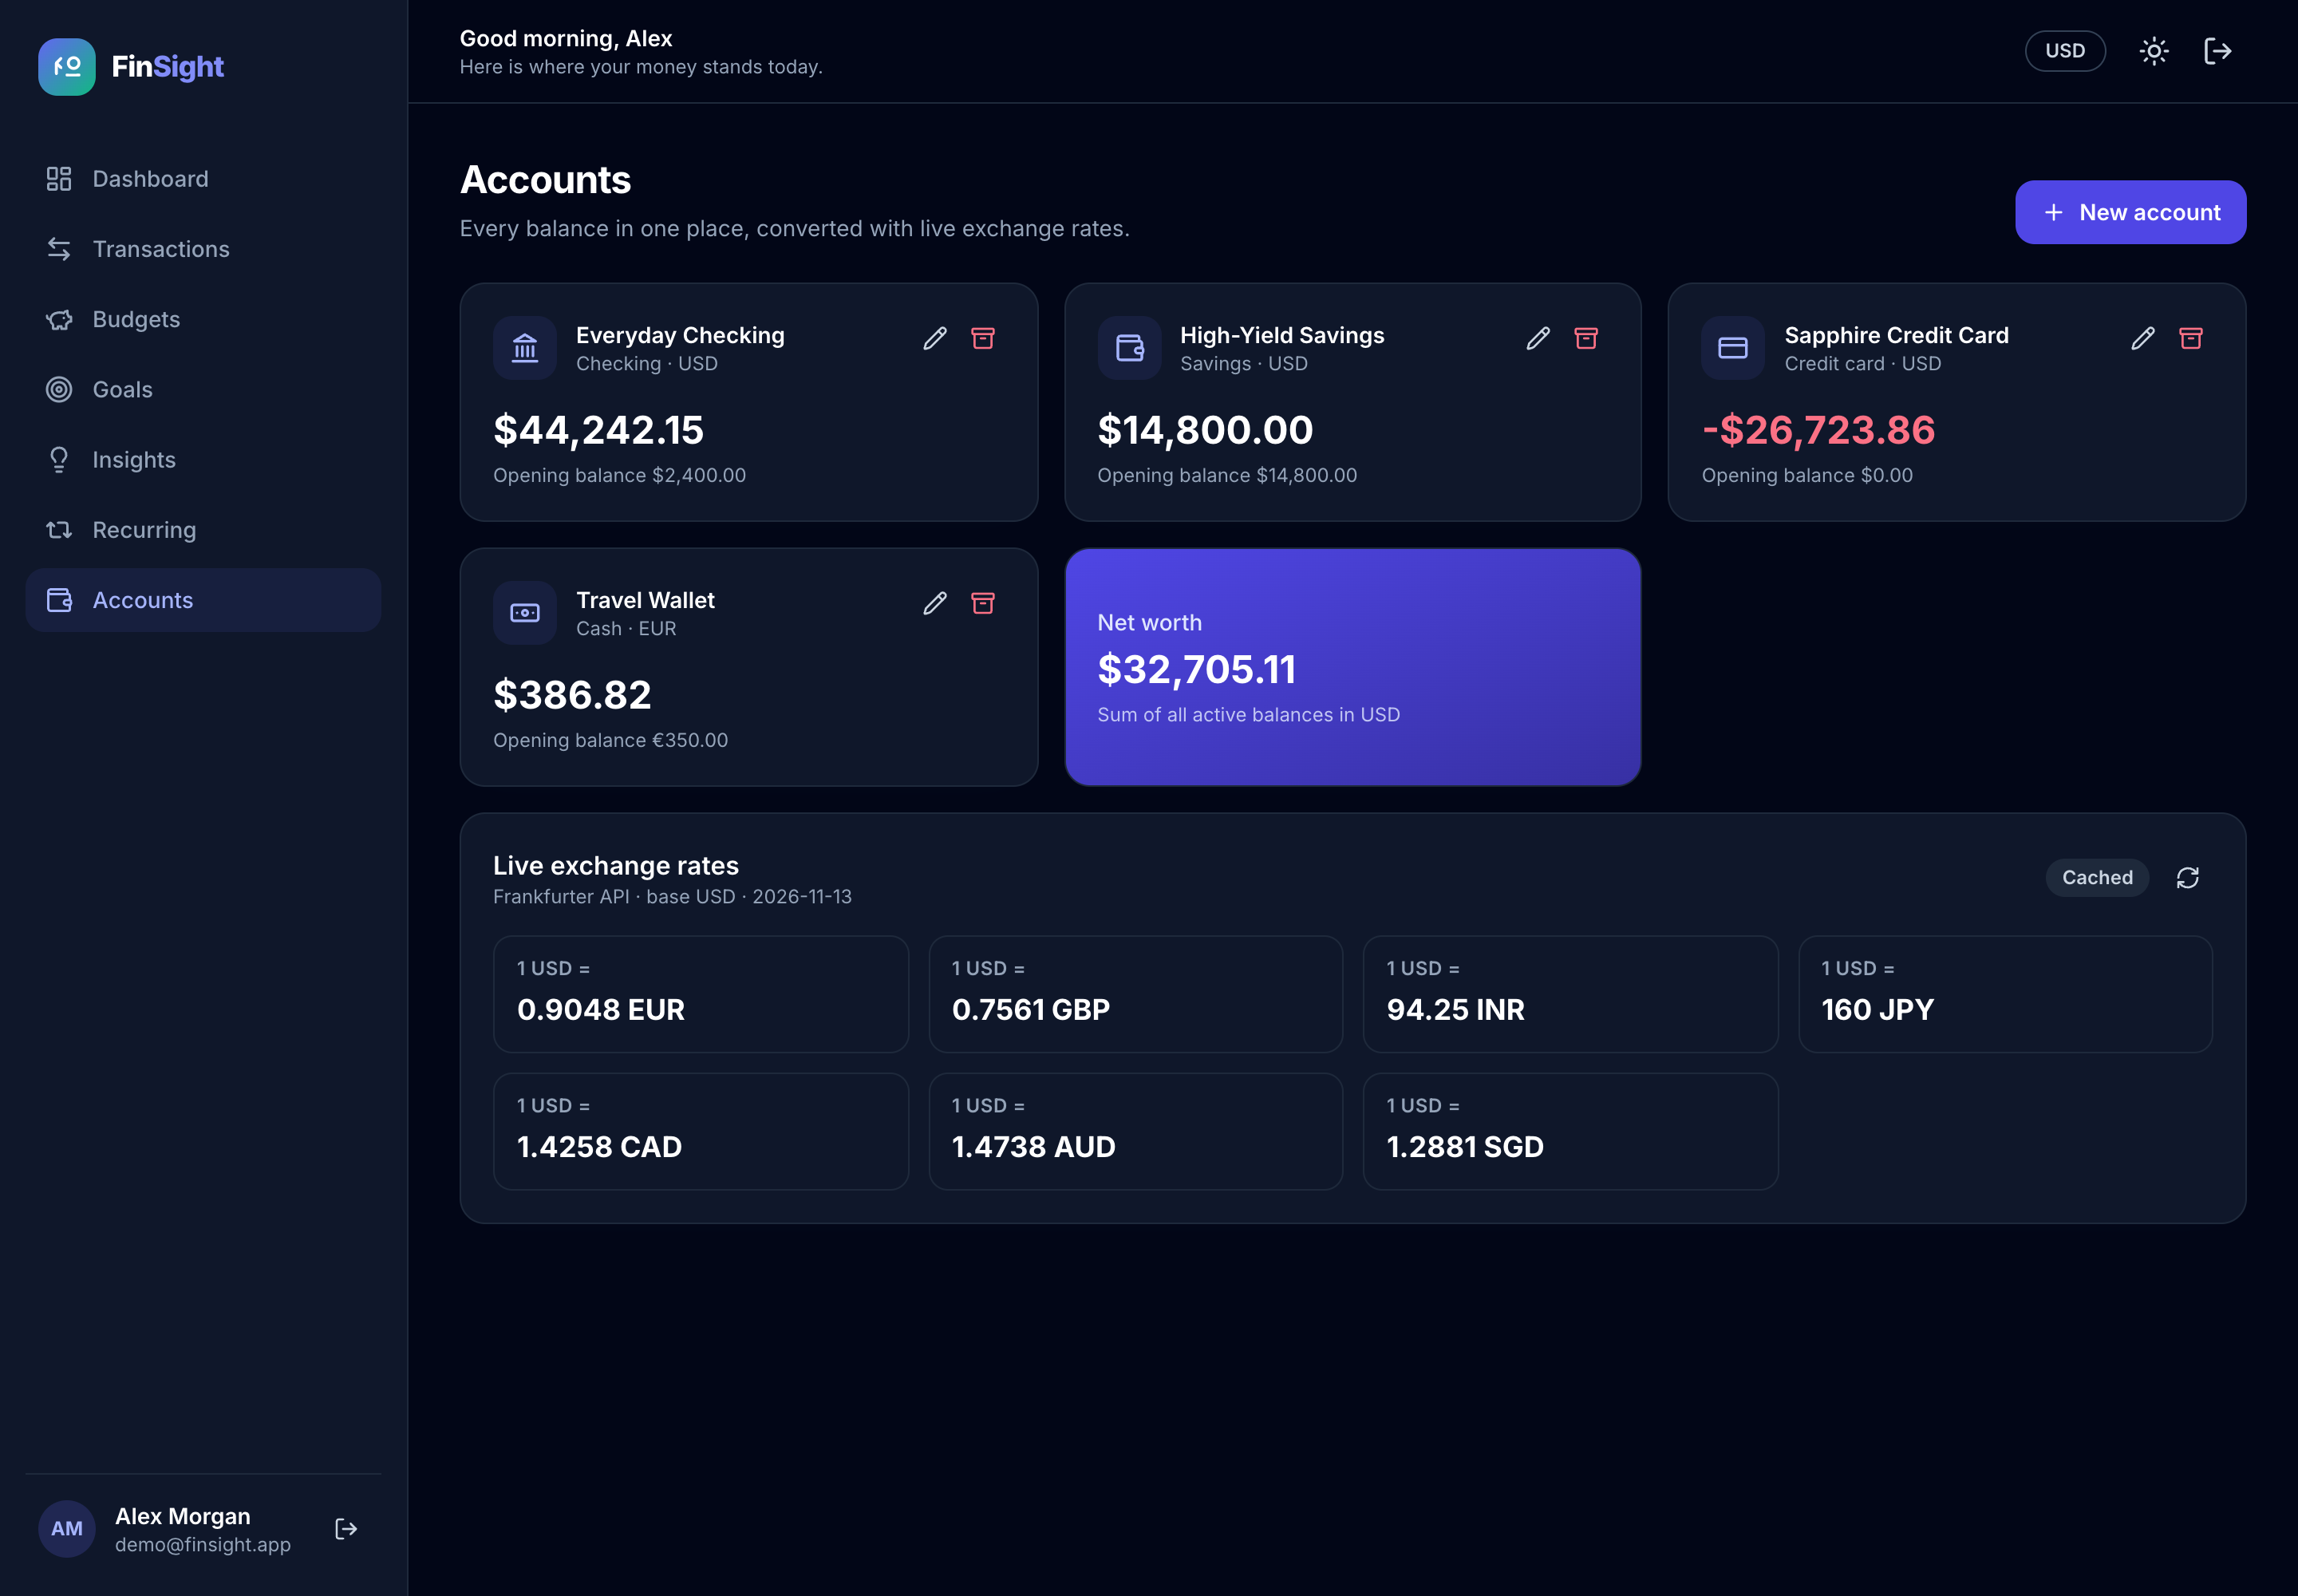 FinSight
Dashboard
Transactions
Budgets
Goals
Insights
Recurring
Accounts
AM
Alex Morgan
demo@finsight.app
Good morning, Alex
Here is where your money stands today.
USD
Accounts
Every balance in one place, converted with live exchange rates.
New account
Everyday Checking
Checking · USD
$44,242.15
Opening balance $2,400.00
High-Yield Savings
Savings · USD
$14,800.00
Opening balance $14,800.00
Sapphire Credit Card
Credit card · USD
-$26,723.86
Opening balance $0.00
Travel Wallet
Cash · EUR
$386.82
Opening balance €350.00
Net worth
$32,705.11
Sum of all active balances in USD
Live exchange rates
Frankfurter API · base USD · 2026-11-13
Cached
1 USD =
0.9048 EUR
1 USD =
0.7561 GBP
1 USD =
94.25 INR
1 USD =
160 JPY
1 USD =
1.4258 CAD
1 USD =
1.4738 AUD
1 USD =
1.2881 SGD